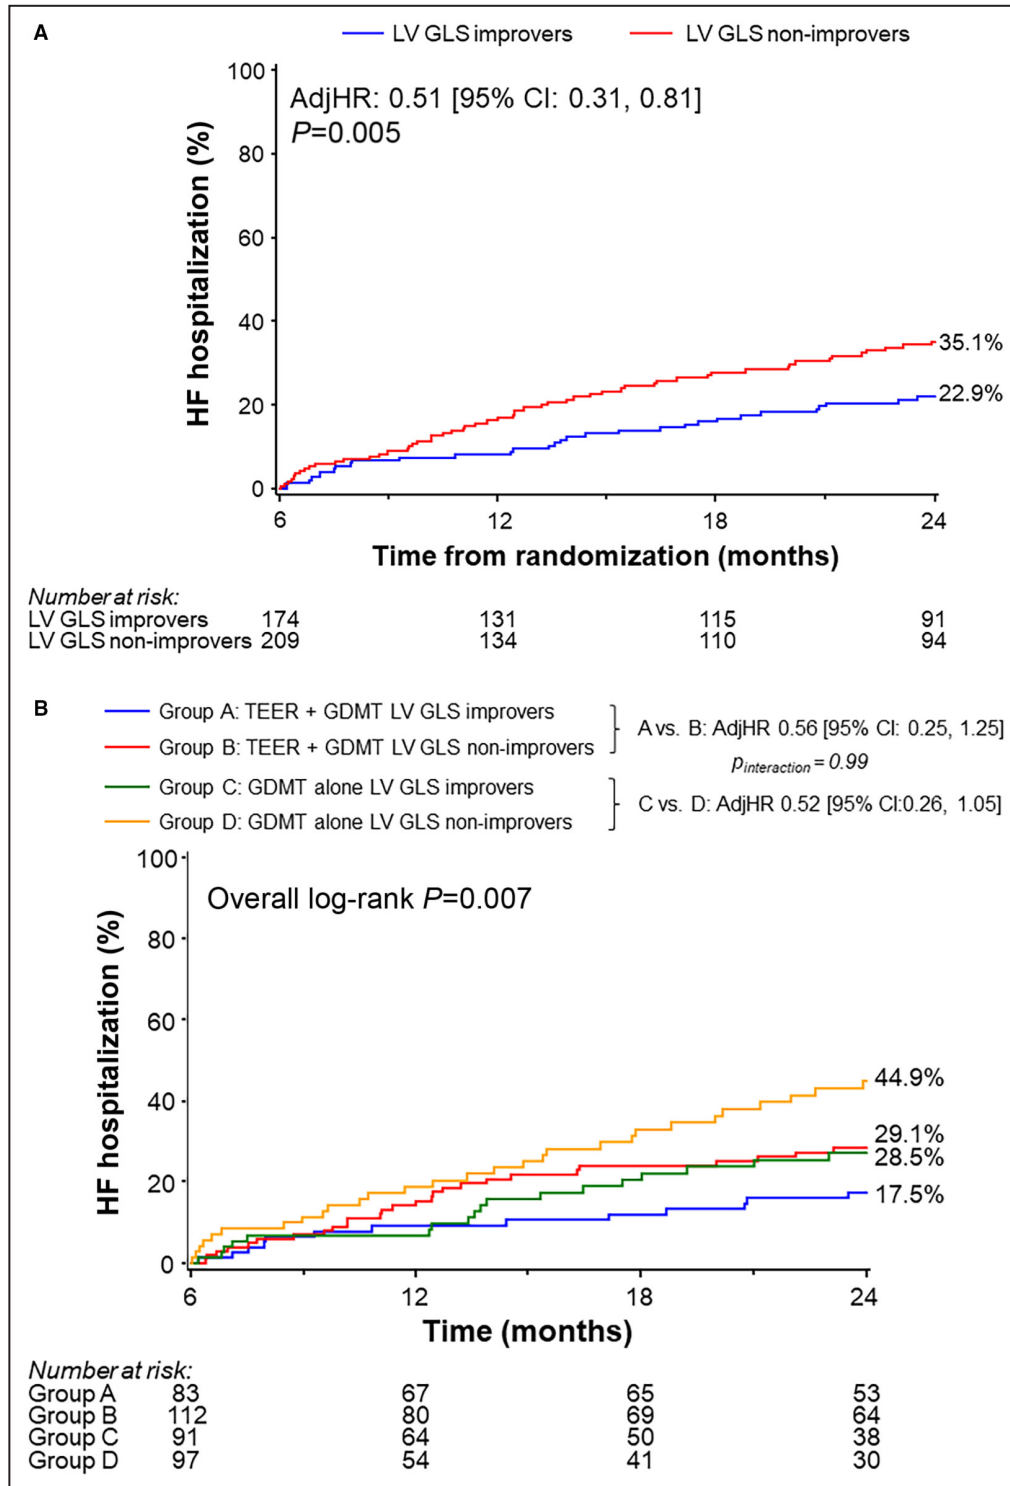 A
LV GLS improvers LV GLS non-improvers
AdjHR: 0.51 [95% CI: 0.31, 0.81]
P=0.005
HF hospitalization (%)
100
80
60
40
20
0
35.1%
22.9%
6 12 18 24
Time from randomization (months)
Number at risk:
LV GLS improvers 174 131 115 91
LV GLS non-improvers 209 134 110 94
B
Group A: TEER + GDMT LV GLS improvers
Group B: TEER + GDMT LV GLS non-improvers
Group C: GDMT alone LV GLS improvers
Group D: GDMT alone LV GLS non-improvers
A vs. B: AdjHR 0.56 [95% CI: 0.25, 1.25]
pinteraction = 0.99
C vs. D: AdjHR 0.52 [95% CI:0.26, 1.05]
Overall log-rank P=0.007
HF hospitalization (%)
100
80
60
40
20
0
44.9%
29.1%
28.5%
17.5%
6 12 18 24
Time (months)
Number at risk:
Group A 83 67 65 53
Group B 112 80 69 64
Group C 91 64 50 38
Group D 97 54 41 30